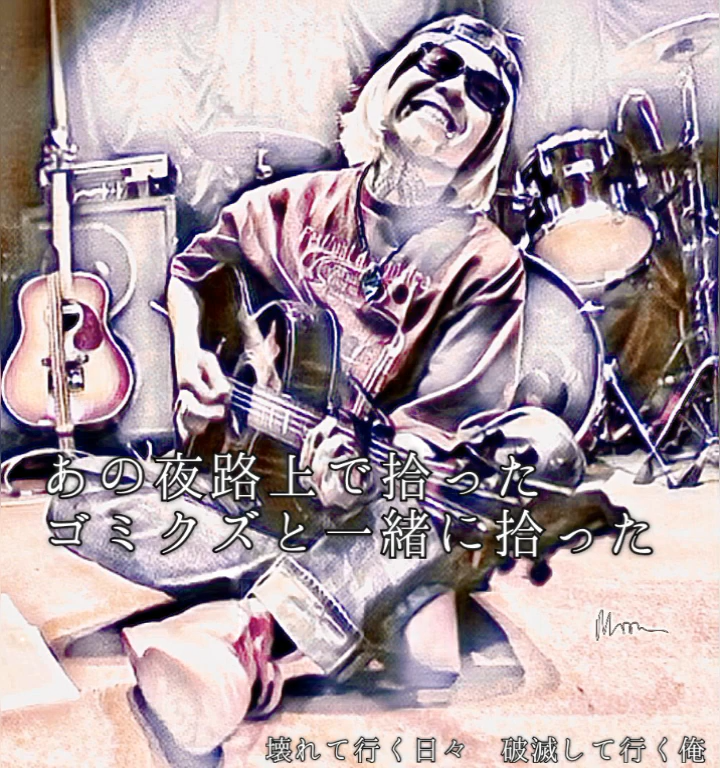 あの夜路上で拾った
ゴミクズと一緒に拾った
壊れて行く日々　破滅して行く俺